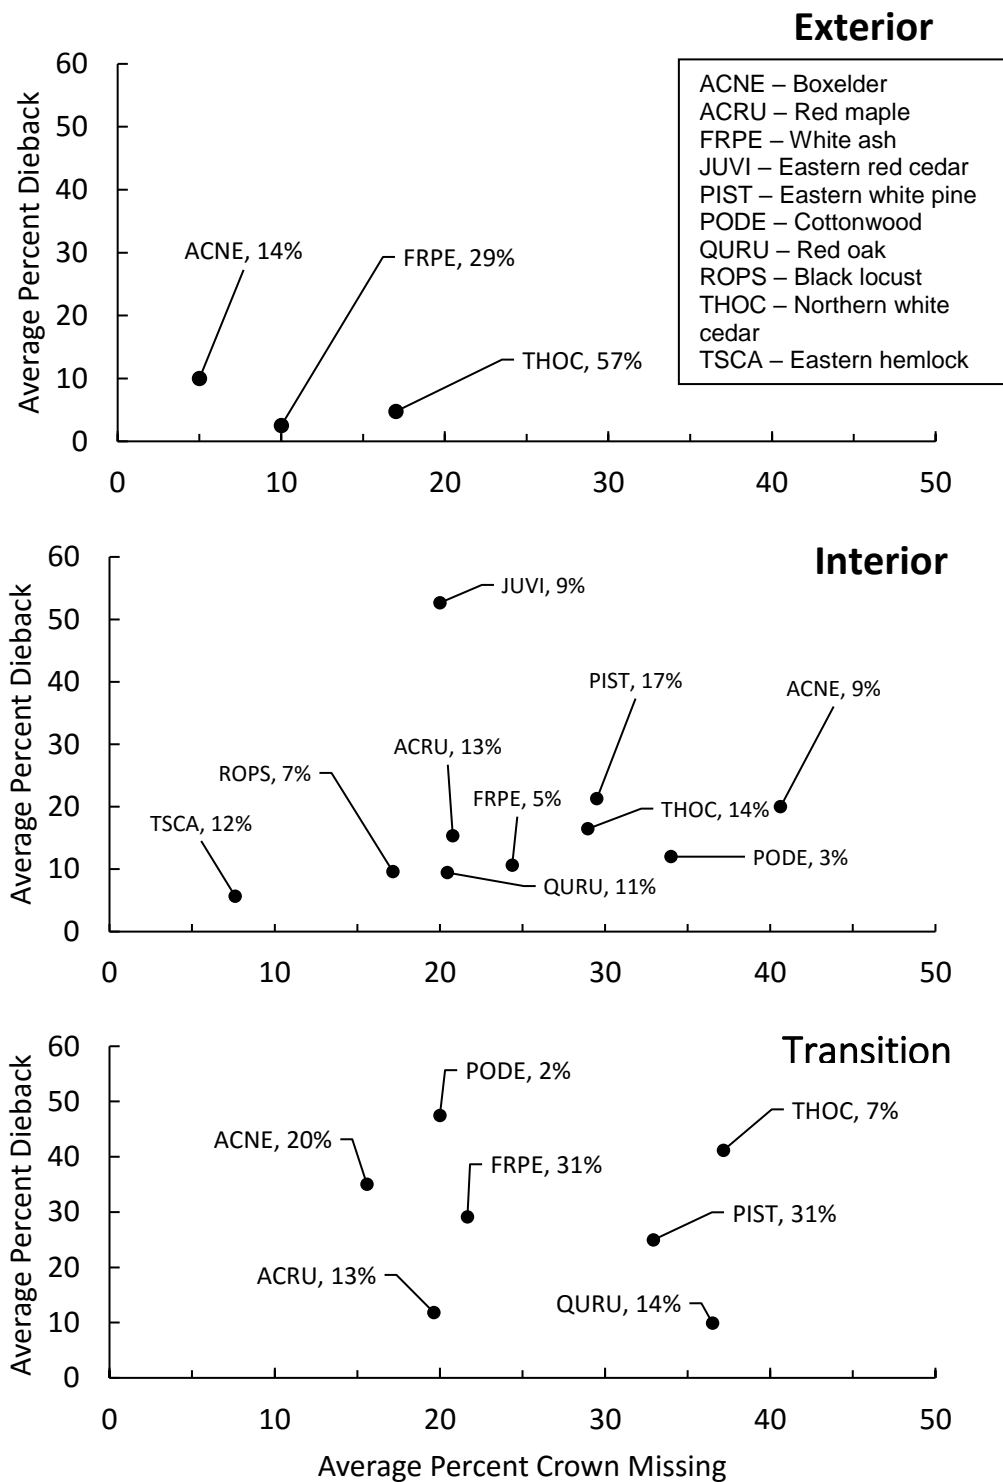 Exterior
ACNE – Boxelder
ACRU – Red maple
FRPE – White ash
JUVI – Eastern red cedar
PIST – Eastern white pine
PODE – Cottonwood
QURU – Red oak
ROPS – Black locust
THOC – Northern white
cedar
TSCA – Eastern hemlock
Average Percent Dieback
60
50
40
30
20
10
0
ACNE, 14%
FRPE, 29%
THOC, 57%
0 10 20 30 40 50
Interior
Average Percent Dieback
60
50
40
30
20
10
0
JUVI, 9%
PIST, 17%
ACNE, 9%
ACRU, 13%
ROPS, 7%
FRPE, 5%
THOC, 14%
TSCA, 12%
PODE, 3%
QURU, 11%
0 10 20 30 40 50
Transition
Average Percent Dieback
60
50
40
30
20
10
0
PODE, 2%
THOC, 7%
ACNE, 20%
FRPE, 31%
PIST, 31%
ACRU, 13%
QURU, 14%
0 10 20 30 40 50
Average Percent Crown Missing